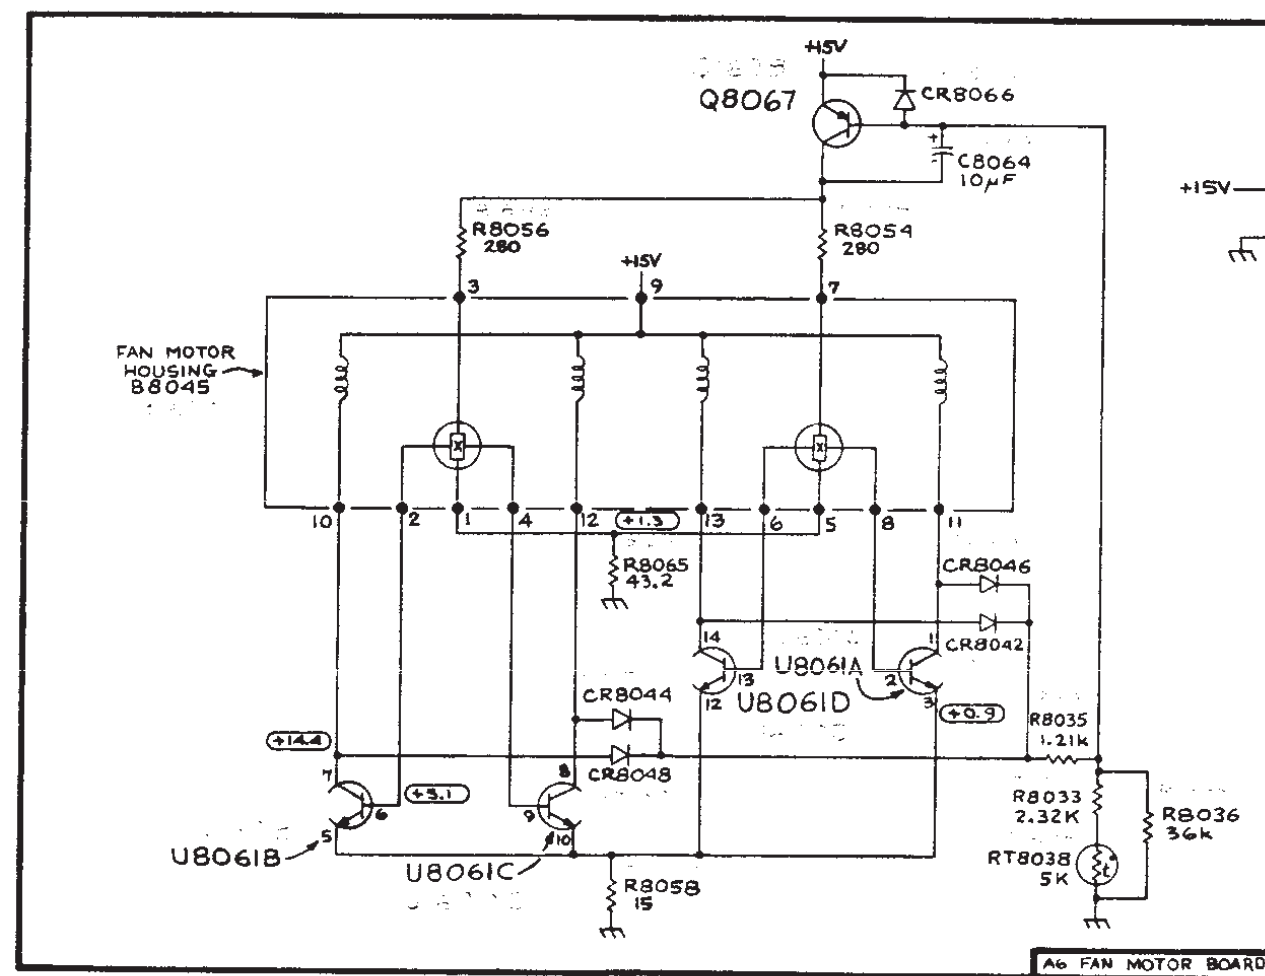 +15V
Q8067
CR8066
+
C8064
10µF
+15V
R8056
280
R8054
280
+15V
3
9
7
FAN MOTOR
HOUSING
B8045
X
X
10
2
1
4
12
+1.3
13
6
5
8
11
R8065
43.2
CR8046
CR8042
14
11
13
U8061A
2
12
U8061D
3
+0.9
CR8044
R8035
1.21K
+14.4
CR8048
7
8
+3.1
6
9
R8033
2.32K
R8036
36K
5
10
U8061B
U8061C
RT8038
5K
t°
R8058
15
A6 FAN MOTOR BOARD